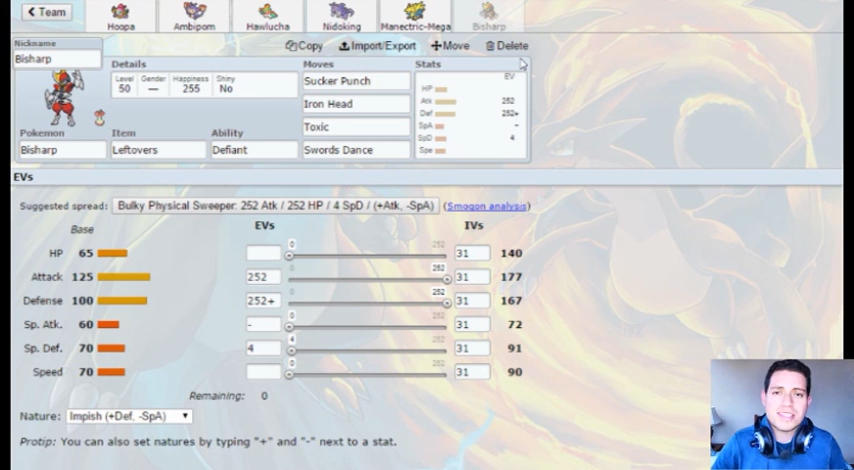 < Team
Hoopa Ambipom Hawlucha Nidoking Manectric-Mega Bisharp
Copy Import/Export Move Delete
Nickname
Bisharp
Details
Level Gender Happiness Shiny
50 — 255 No
Moves
Sucker Punch
Iron Head
Toxic
Swords Dance
Stats
EV
HP
Atk 252
Def 252+
SpA -
SpD 4
Spe
Pokemon Item Ability
Bisharp Leftovers Defiant
EVs
Suggested spread: Bulky Physical Sweeper: 252 Atk / 252 HP / 4 SpD / (+Atk, -SpA) (Smogon analysis)
Base EVs IVs
HP 65 0 252 31 140
Attack 125 252 0 252 31 177
Defense 100 252+ 0 252 31 167
Sp. Atk. 60 - 0 252 31 72
Sp. Def. 70 4 4 252 31 91
Speed 70 0 252 31 90
Remaining: 0
Nature: Impish (+Def, -SpA)
Protip: You can also set natures by typing "+" and "-" next to a stat.